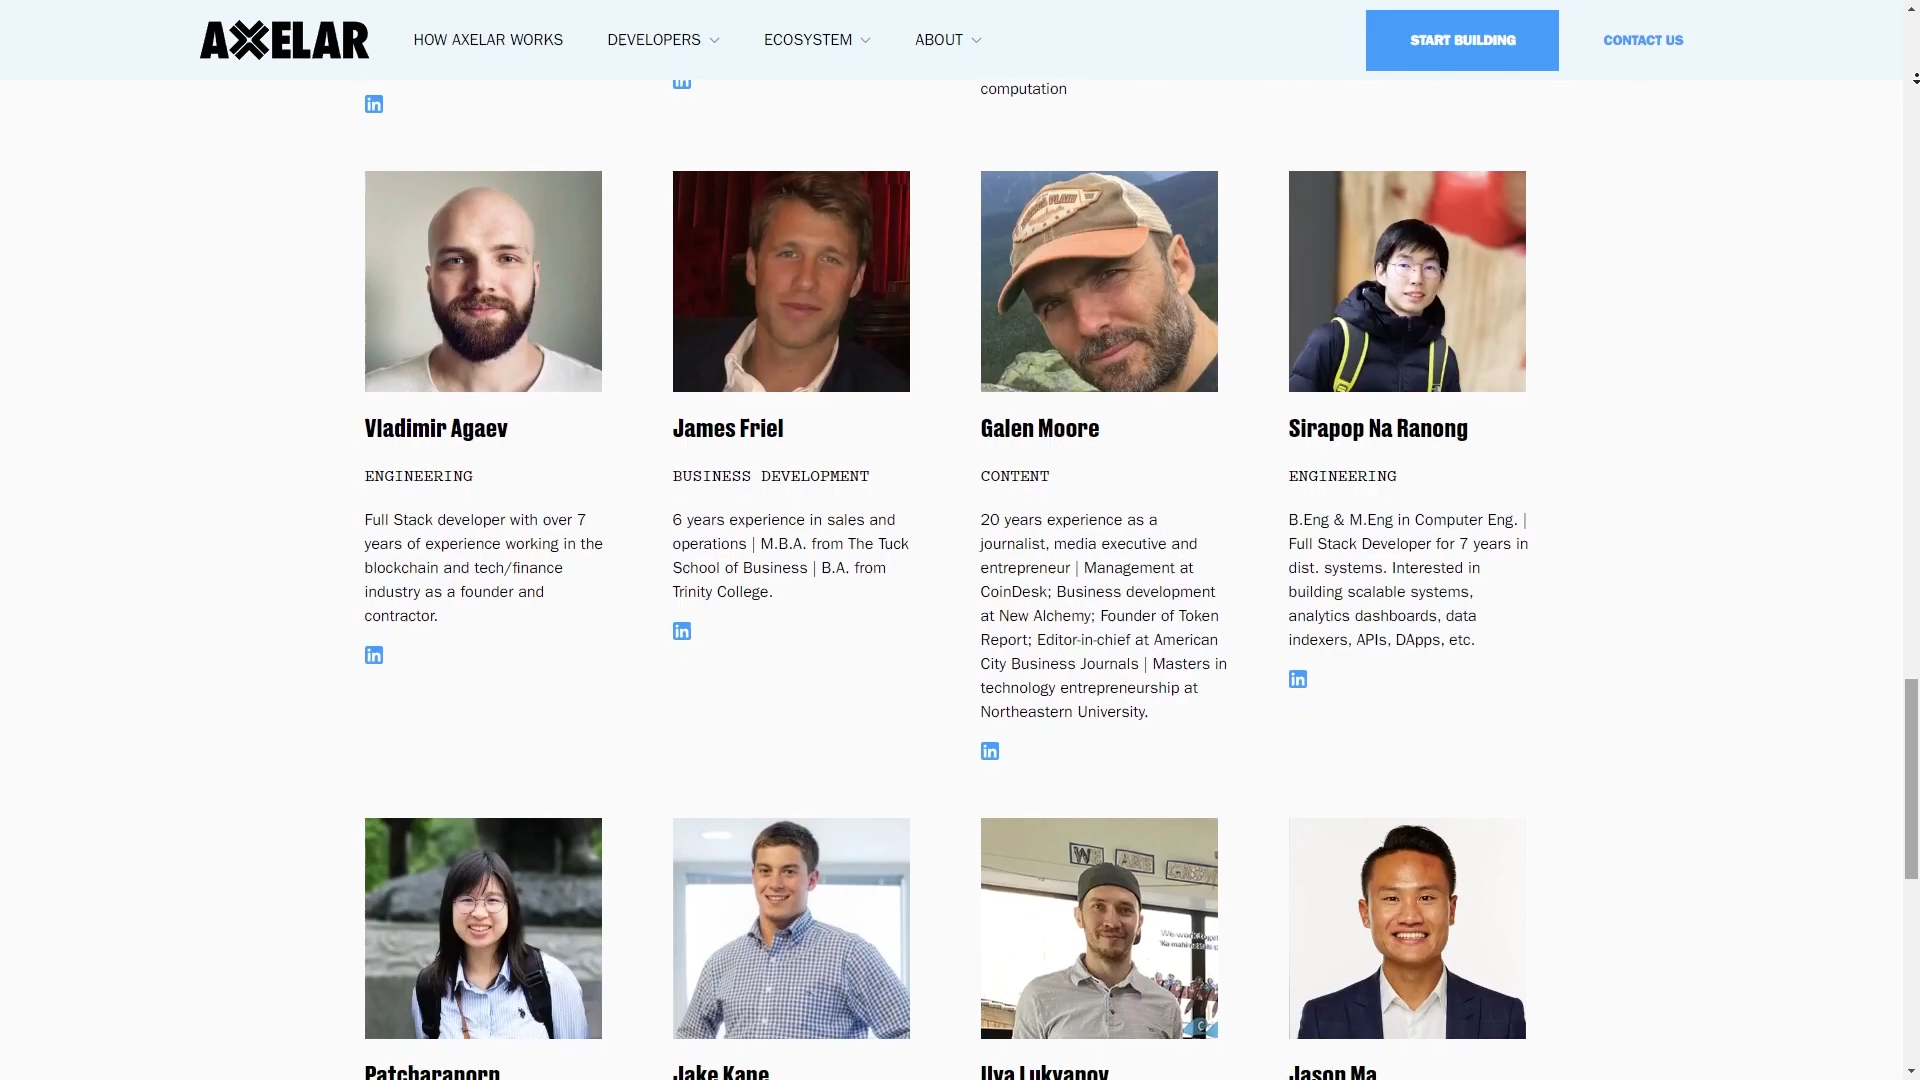 AXELAR
HOW AXELAR WORKS
DEVELOPERS
ECOSYSTEM
ABOUT
START BUILDING
CONTACT US
computation
Vladimir Agaev
ENGINEERING
Full Stack developer with over 7
years of experience working in the
blockchain and tech/finance
industry as a founder and
contractor.
James Friel
BUSINESS DEVELOPMENT
6 years experience in sales and
operations | M.B.A. from The Tuck
School of Business | B.A. from
Trinity College.
Galen Moore
CONTENT
20 years experience as a
journalist, media executive and
entrepreneur | Management at
CoinDesk; Business development
at New Alchemy; Founder of Token
Report; Editor-in-chief at American
City Business Journals | Masters in
technology entrepreneurship at
Northeastern University.
Sirapop Na Ranong
ENGINEERING
B.Eng & M.Eng in Computer Eng. |
Full Stack Developer for 7 years in
dist. systems. Interested in
building scalable systems,
analytics dashboards, data
indexers, APIs, DApps, etc.
WE ARE
Patcharaporn
Jake Kane
Ilya Lukyanov
Jason Ma